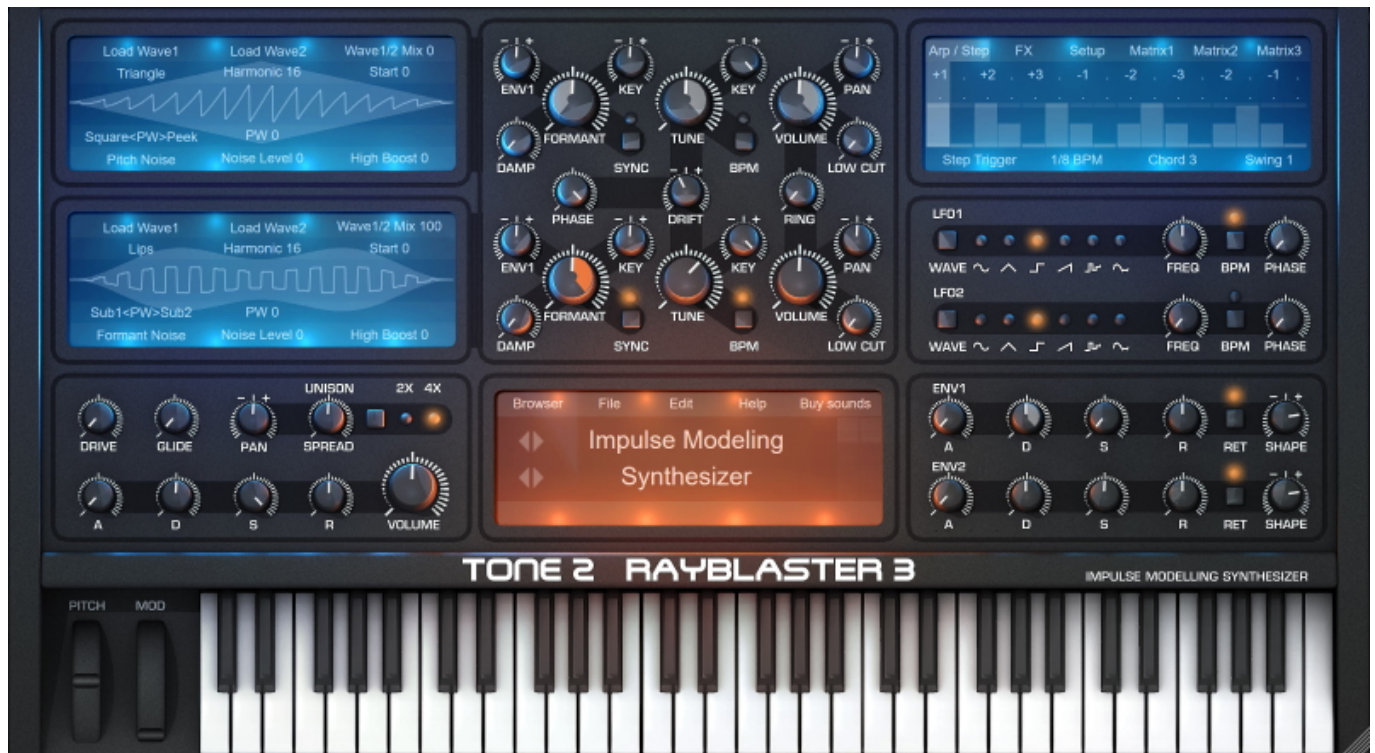 Load Wave1 Load Wave2 Wave1/2 Mix 0
Triangle Harmonic 16 Start 0
Square<PW>Peek PW 0
Pitch Noise Noise Level 0 High Boost 0
ENV1 KEY KEY PAN
FORMANT TUNE VOLUME
DAMP SYNC BPM LOW CUT
PHASE DRIFT RING
Arp / Step FX Setup Matrix1 Matrix2 Matrix3
+1 . +2 . +3 . -1 . -2 . -3 . -2 . -1 .
Step Trigger 1/8 BPM Chord 3 Swing 1
Load Wave1 Load Wave2 Wave1/2 Mix 100
Lips Harmonic 16 Start 0
Sub1<PW>Sub2 PW 0
Formant Noise Noise Level 0 High Boost 0
ENV1 KEY KEY PAN
FORMANT TUNE VOLUME
DAMP SYNC BPM LOW CUT
LFO1
WAVE FREQ BPM PHASE
LFO2
WAVE FREQ BPM PHASE
UNISON 2X 4X
DRIVE GLIDE PAN SPREAD
A D S R VOLUME
Browser File Edit Help Buy sounds
Impulse Modeling
Synthesizer
ENV1
A D S R RET SHAPE
ENV2
A D S R RET SHAPE
TONE 2 RAYBLASTER 3
IMPULSE MODELLING SYNTHESIZER
PITCH MOD